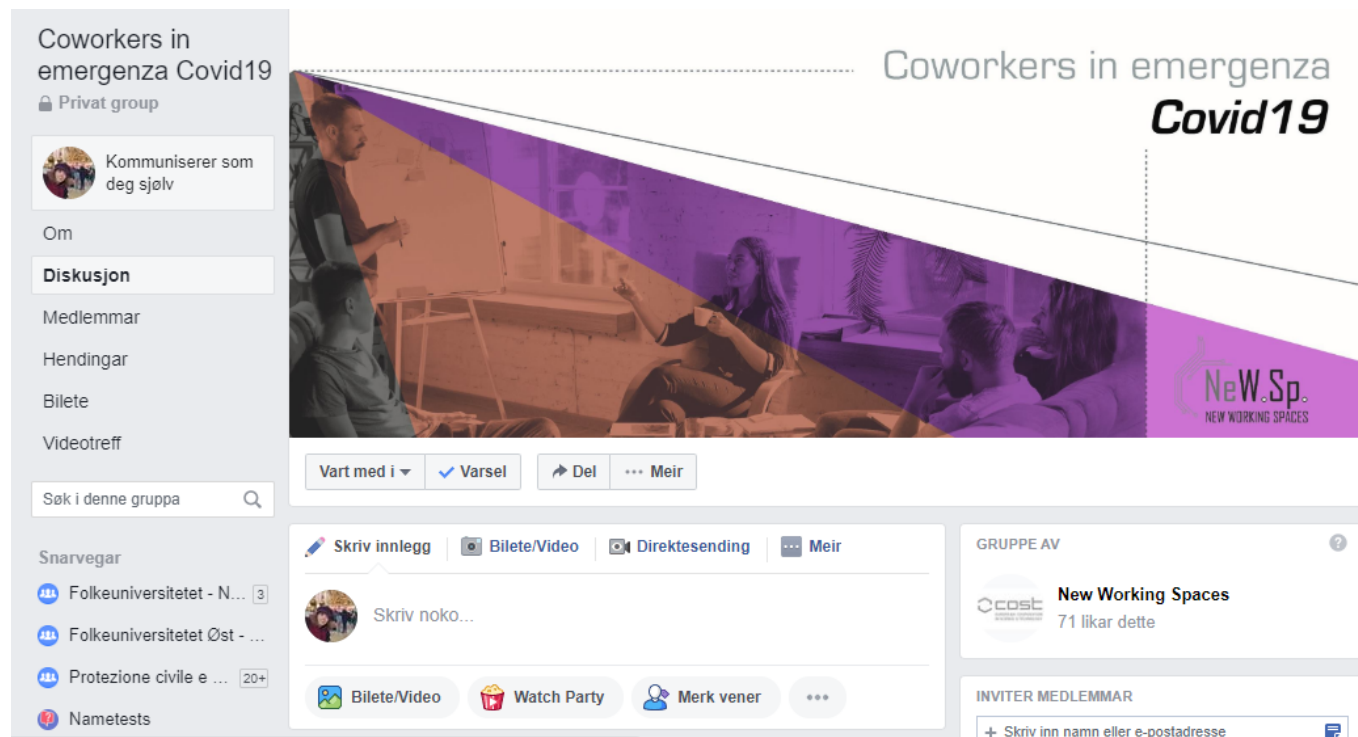 Coworkers in
emergenza Covid19
Privat group
Kommuniserer som
deg sjølv
Om
Diskusjon
Medlemmar
Hendingar
Bilete
Videotreff
Søk i denne gruppa
Snarvegar
Folkeuniversitetet - N... 3
Folkeuniversitetet Øst - ...
Protezione civile e ... 20+
Nametests
Coworkers in emergenza
Covid19
NeW.Sp.
NEW WORKING SPACES
Vart med i
Varsel
Del
Meir
Skriv innlegg
Bilete/Video
Direktesending
Meir
Skriv noko...
Bilete/Video
Watch Party
Merk vener
GRUPPE AV
?
cost
New Working Spaces
71 likar dette
INVITER MEDLEMMAR
+ Skriv inn namn eller e-postadresse